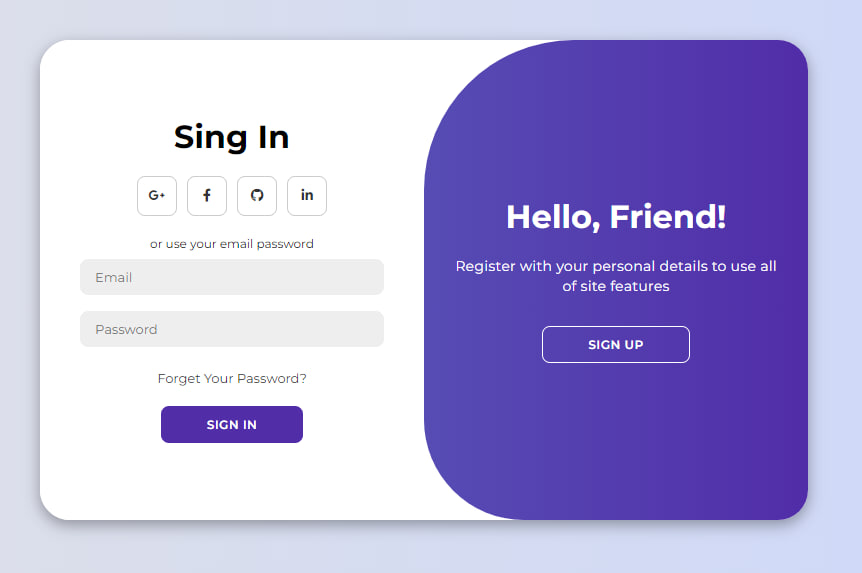 Sing In
G+
in
or use your email password
Email
Password
Forget Your Password?
SIGN IN
Hello, Friend!
Register with your personal details to use all
of site features
SIGN UP